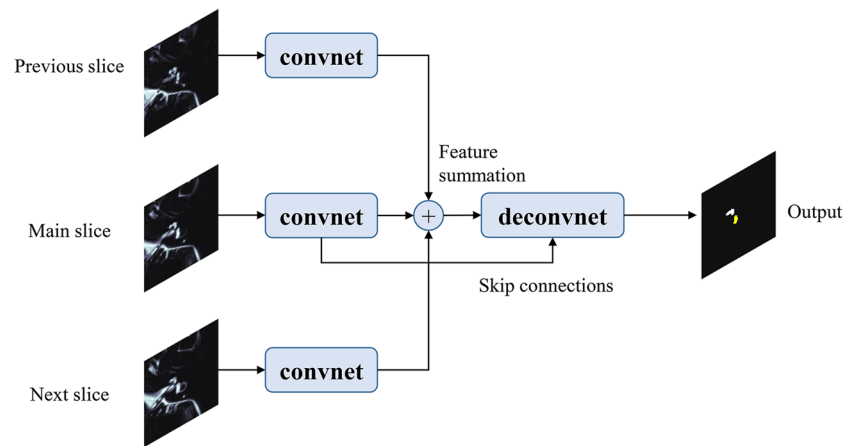 Previous slice
convnet
Feature
summation
Main slice
convnet
+
deconvnet
Output
Skip connections
Next slice
convnet